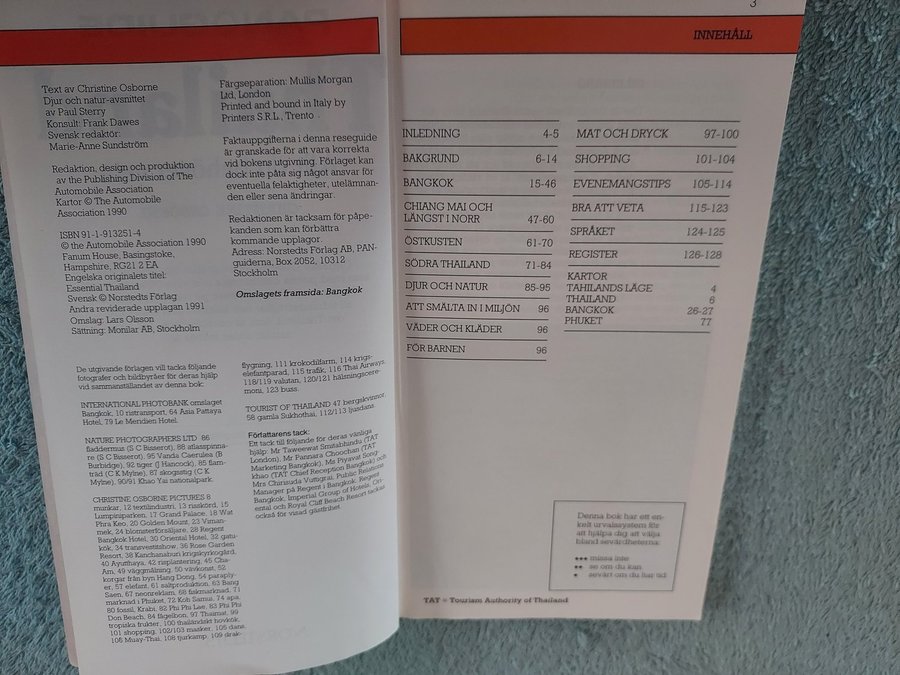 Text av Christine Osborne
Djur och natur-avsnittet
av Paul Sterry
Konsult: Frank Dawes
Svensk redaktör:
Marie-Anne Sundström
Redaktion, design och produktion
av the Publishing Division of The
Automobile Association
Kartor © The Automobile
Association 1990
ISBN 91-1-913251-4
© the Automobile Association 1990
Fanum House, Basingstoke,
Hampshire, RG21 2 EA
Engelska originalets titel:
Essential Thailand
Svensk © Norstedts Förlag
Andra reviderade upplagan 1991
Omslag: Lars Olsson
Sättning: Monilar AB, Stockholm
Färgseparation: Mullis Morgan
Ltd, London
Printed and bound in Italy by
Printers S.R.L., Trento
Faktauppgifterna i denna reseguide
är granskade för att vara korrekta
vid bokens utgivning. Förlaget kan
dock inte påta sig något ansvar för
eventuella felaktigheter, utelämnan-
den eller sena ändringar.
Redaktionen är tacksam för påpe-
kanden som kan förbättra
kommande upplagor.
Adress: Norstedts Förlag AB, PAN-
guiderna, Box 2052, 10312
Stockholm
Omslagets framsida: Bangkok
De utgivande förlagen vill tacka följande
fotografer och bildbyråer för deras hjälp
vid sammanställandet av denna bok:
INTERNATIONAL PHOTOBANK omslaget
Bangkok, 10 ristransport, 64 Asia Pattaya
Hotel, 79 Le Meridien Hotel.
NATURE PHOTOGRAPHERS LTD 86
fladdermus (S C Bisserot), 88 atlasspinna-
re (S C Bisserot), 95 Vanda Caerulea (B
Burbidge), 92 tiger (J Hancock), 85 flam-
träd (C K Mylne), 87 skogsstig (C K
Mylne), 90/91 Khao Yai nationalpark.
CHRISTINE OSBORNE PICTURES 8
munkar, 12 textilindustri, 13 risskörd, 15
Lumpiniparken, 17 Grand Palace, 18 Wat
Phra Keo, 20 Golden Mount, 23 Viman-
mek, 24 blomsterförsäljare, 28 Regent
Bangkok Hotel, 30 Oriental Hotel, 32 gatu-
kök, 34 transvestitshow, 36 Rose Garden
Resort, 38 Kanchanaburi krigskyrkogård,
40 Ayutthaya, 42 risplantering, 45 Cha-
Am, 49 väggmålning, 50 vävkonst, 52
korgar från byn Hang Dong, 54 paraply-
er, 57 elefant, 61 saltproduktion, 63 Bang
Saen, 67 neonreklam, 68 fiskmarknad, 71
marknad i Phuket, 72 Koh Samui, 74 apa,
80 fossil, Krabi, 82 Phi Phi Lae, 83 Phi Phi
Don Beach, 84 fågelbon, 97 Thaimat, 99
tropiska frukter, 100 thailändskt hovkök,
101 shopping, 102/103 masker, 105 dans,
106 Muay-Thai, 108 tjurkamp, 109 drak-
flygning, 111 krokodilfarm, 114 krigs-
elefantparad, 115 trafik, 116 Thai Airways,
118/119 valutan, 120/121 hälsningscere-
moni, 123 buss.
TOURIST OF THAILAND 47 bergskvinnor,
58 gamla Sukhothai, 112/113 ljusdans.
Författarens tack:
Ett tack till följande för deras vänliga
hjälp: Mr Taweewat Smitabhindu (TAT
London), Mr Pannara Choonchan (TAT
Marketing Bangkok), Ms Piyavat Song-
khao (TAT Chief Reception Bangkok) och
Mrs Chiriauda Vuttigrai, Public Relations
Manager på Regent i Bangkok. Regent
Bangkok, Imperial Group of Hotels, Ori-
ental och Royal Cliff Beach Resort tackas
också för visad gästfrihet.
3
INNEHÅLL
INLEDNING 4-5
BAKGRUND 6-14
BANGKOK 15-46
CHIANG MAI OCH
LÄNGST I NORR 47-60
ÖSTKUSTEN 61-70
SÖDRA THAILAND 71-84
DJUR OCH NATUR 85-95
ATT SMÄLTA IN I MILJÖN 96
VÄDER OCH KLÄDER 96
FÖR BARNEN 96
MAT OCH DRYCK 97-100
SHOPPING 101-104
EVENEMANGSTIPS 105-114
BRA ATT VETA 115-123
SPRÅKET 124-125
REGISTER 126-128
KARTOR
TAHILANDS LÄGE 4
THAILAND 6
BANGKOK 26-27
PHUKET 77
Denna bok har ett en-
kelt urvalssystem för
att hjälpa dig att välja
bland sevärdheterna:
••• missa inte
•• se om du kan
• sevärt om du har tid
TAT = Tourism Authority of Thailand